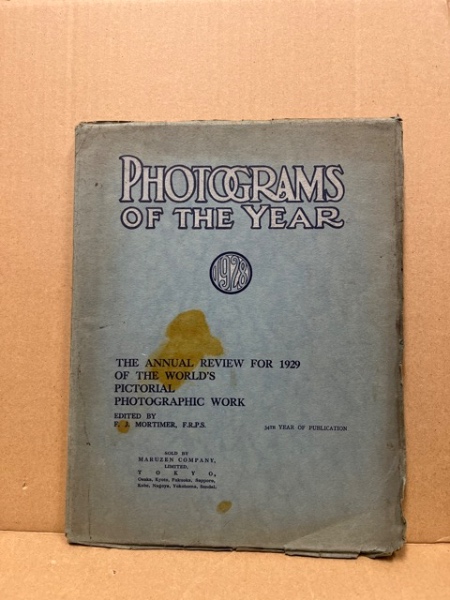 PHOTOGRAMS
OF THE YEAR
1928
THE ANNUAL REVIEW FOR 1929
OF THE WORLD'S
PICTORIAL
PHOTOGRAPHIC WORK
EDITED BY
F. J. MORTIMER, F.R.P.S.
34TH YEAR OF PUBLICATION
SOLD BY
MARUZEN COMPANY,
LIMITED,
TOKYO,
Osaka, Kyoto, Fukuoka, Sapporo,
Kobe, Nagoya, Yokohama, Sendai.